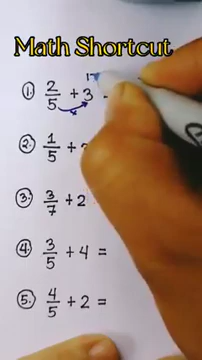 Math Shortcut
① 2/5 + 3
② 1/5 +
③ 3/7 + 2
④ 3/5 + 4 =
⑤ 4/5 + 2 =